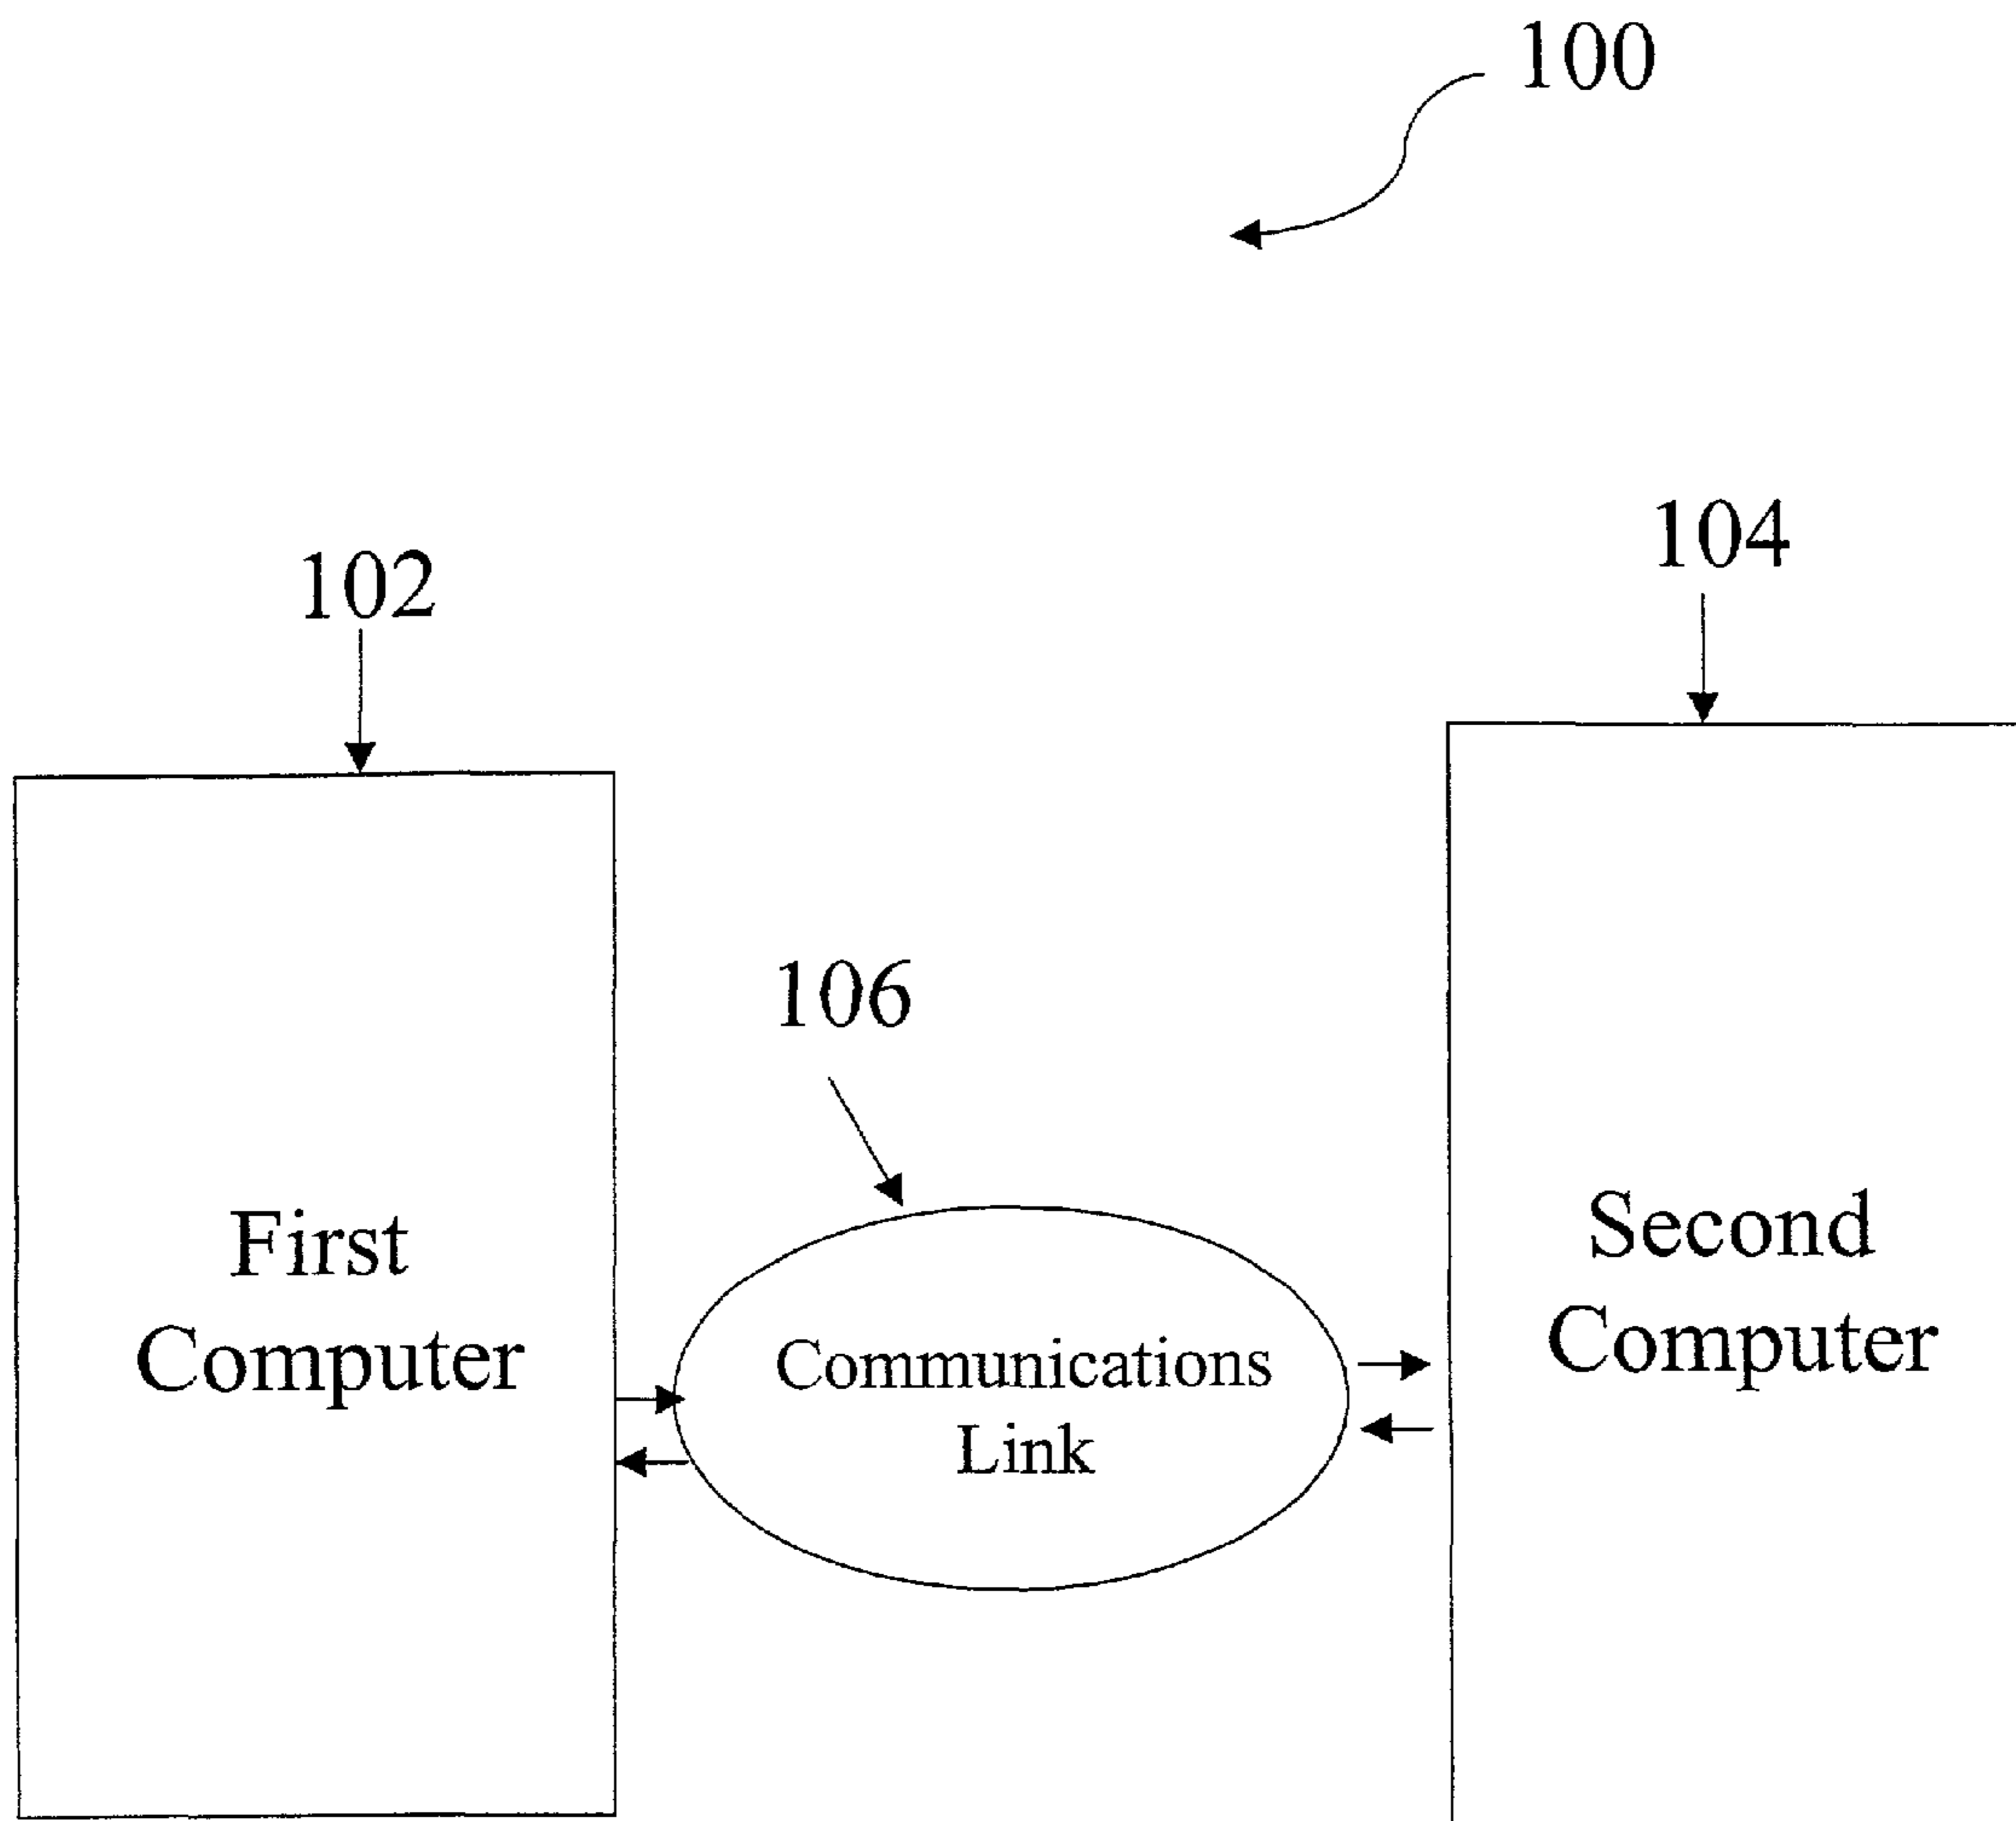 100
104
102
106
First
Computer
Second
Computer
Communications
Link